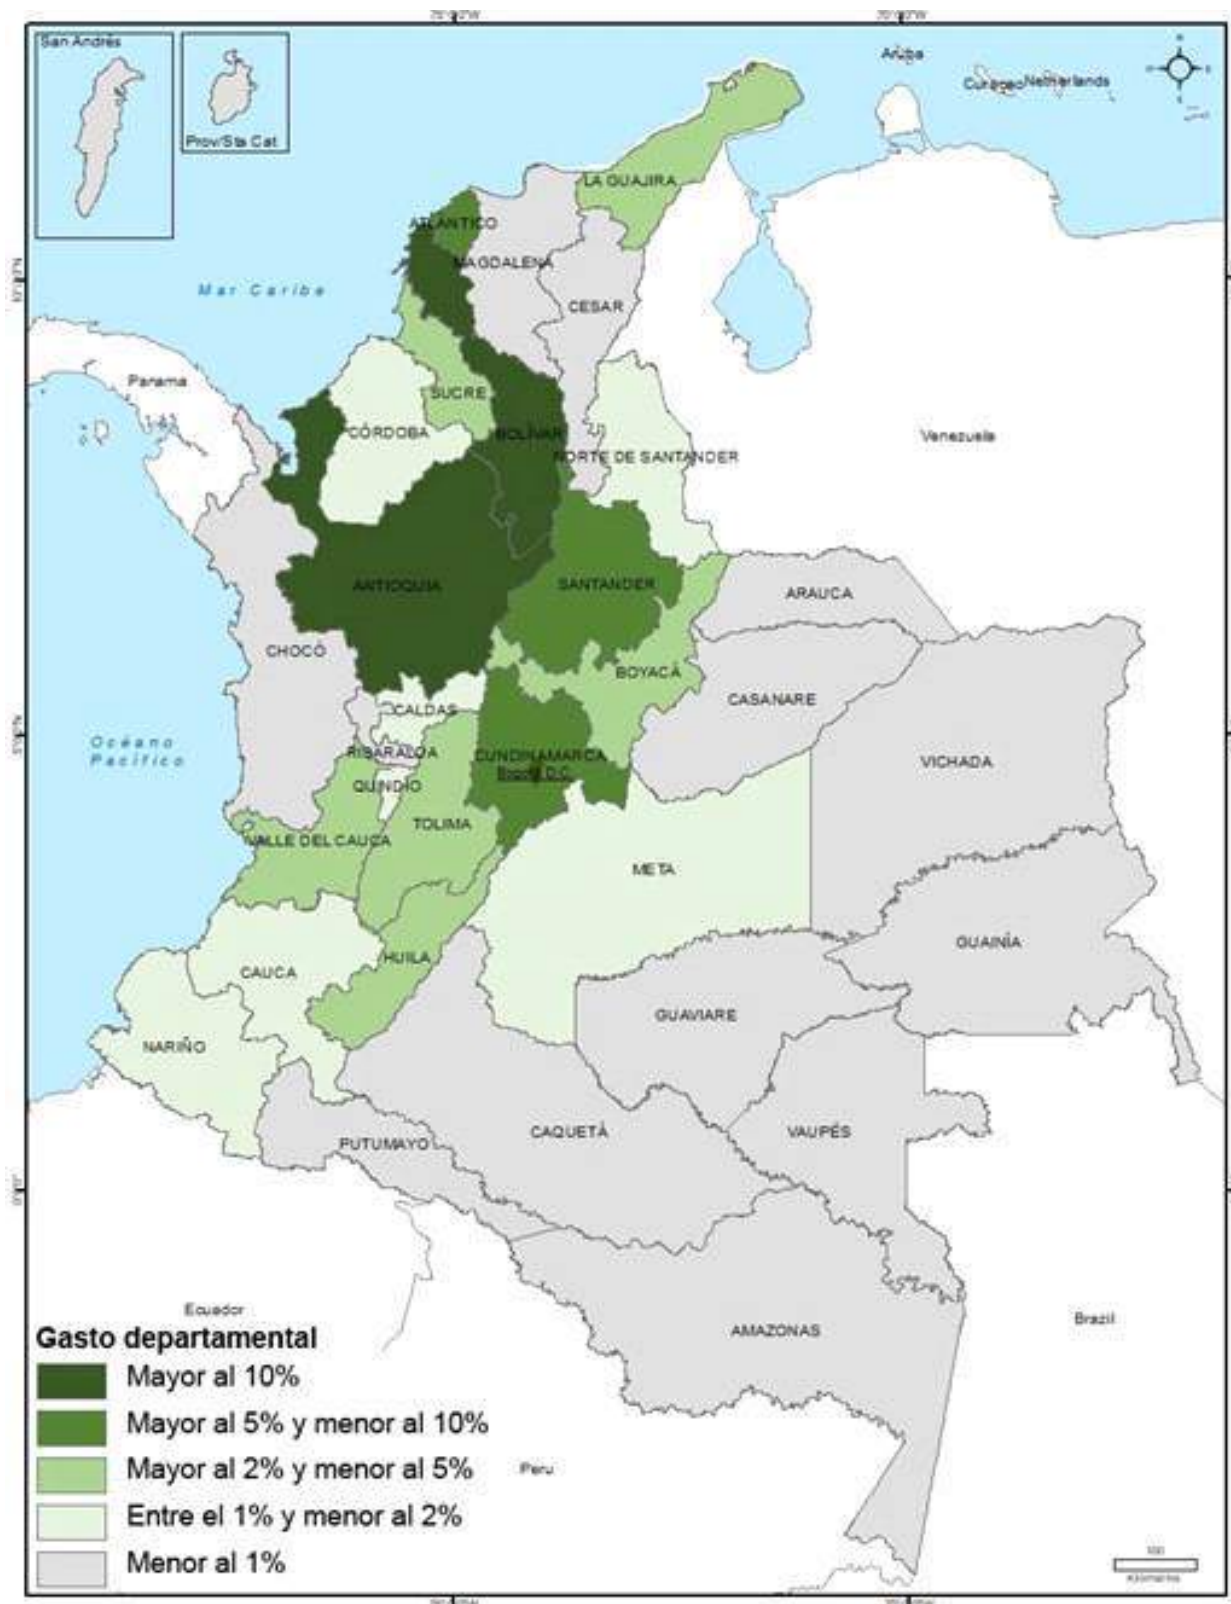 San Andrés
Prov/Sta Cat
Aruba
Curaçao
Netherlands
LA GUAJIRA
ATLÁNTICO
MAGDALENA
Mar Caribe
CESAR
Panama
SUCRE
CÓRDOBA
BOLÍVAR
Venezuela
NORTE DE SANTANDER
ANTIOQUIA
SANTANDER
ARAUCA
CHOCÓ
BOYACÁ
CASANARE
CALDAS
Océano
Pacífico
RISARALDA
CUNDINAMARCA
Bogotá D.C.
VICHADA
QUINDÍO
TOLIMA
VALLE DEL CAUCA
META
GUAINÍA
HUILA
CAUCA
GUAVIARE
NARIÑO
CAQUETÁ
VAUPÉS
PUTUMAYO
Ecuador
Brazil
AMAZONAS
Gasto departamental
Mayor al 10%
Mayor al 5% y menor al 10%
Mayor al 2% y menor al 5%
Peru
Entre el 1% y menor al 2%
Menor al 1%
100